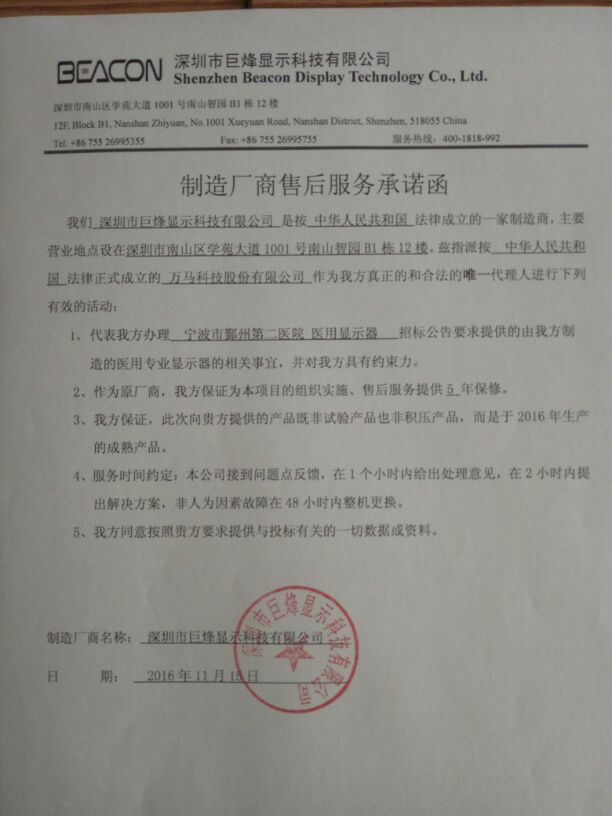 BEACON 深圳市巨烽显示科技有限公司
Shenzhen Beacon Display Technology Co., Ltd.
深圳市南山区学苑大道 1001 号南山智园 B1 栋 12 楼
12F, Block B1, Nanshan Zhiyuan, No.1001 Xueyuan Road, Nanshan District, Shenzhen, 518055 China
Tel: +86 755 26995355 Fax: +86 755 26995755 服务热线：400-1818-992
制造厂商售后服务承诺函
我们 深圳市巨烽显示科技有限公司 是按 中华人民共和国 法律成立的一家制造商，主要
营业地点设在深圳市南山区学苑大道 1001 号南山智园 B1 栋 12 楼。兹指派按 中华人民共和
国 法律正式成立的 万马科技股份有限公司 作为我方真正的和合法的唯一代理人进行下列
有效的活动：
1、代表我方办理 宁波市鄞州第二医院 医用显示器 招标公告要求提供的由我方制
造的医用专业显示器的相关事宜，并对我方具有约束力。
2、作为原厂商，我方保证为本项目的组织实施、售后服务提供 5 年保修。
3、我方保证，此次向贵方提供的产品既非试验产品也非积压产品，而是于 2016 年生产
的成熟产品。
4、服务时间约定：本公司接到问题点反馈，在 1 个小时内给出处理意见，在 2 小时内提
出解决方案，非人为因素故障在 48 小时内整机更换。
5、我方同意按照贵方要求提供与投标有关的一切数据或资料。
制造厂商名称： 深圳市巨烽显示科技有限公司
日 期： 2016 年 11 月 15 日
深圳市巨烽显示科技有限公司